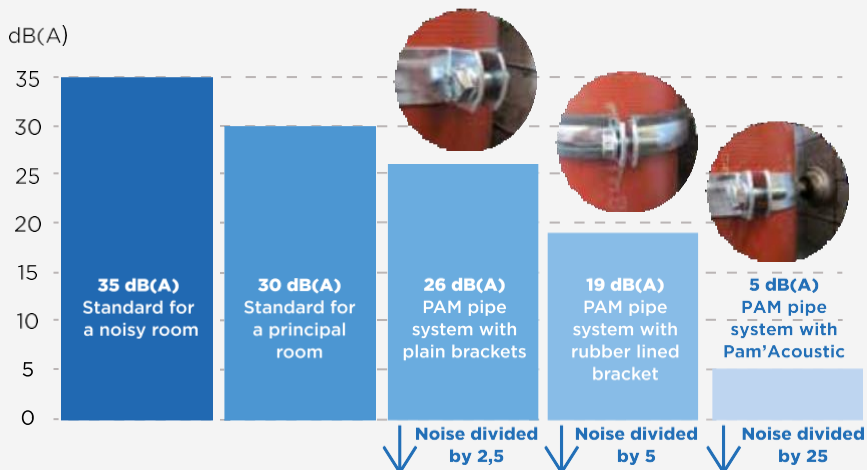 dB(A)
35
30
25
20
15
10
5
0
35 dB(A)
Standard for
a noisy room
30 dB(A)
Standard for
a principal
room
26 dB(A)
PAM pipe
system with
plain brackets
19 dB(A)
PAM pipe
system with
rubber lined
bracket
5 dB(A)
PAM pipe
system with
Pam'Acoustic
Noise divided
by 2,5
Noise divided
by 5
Noise divided
by 25